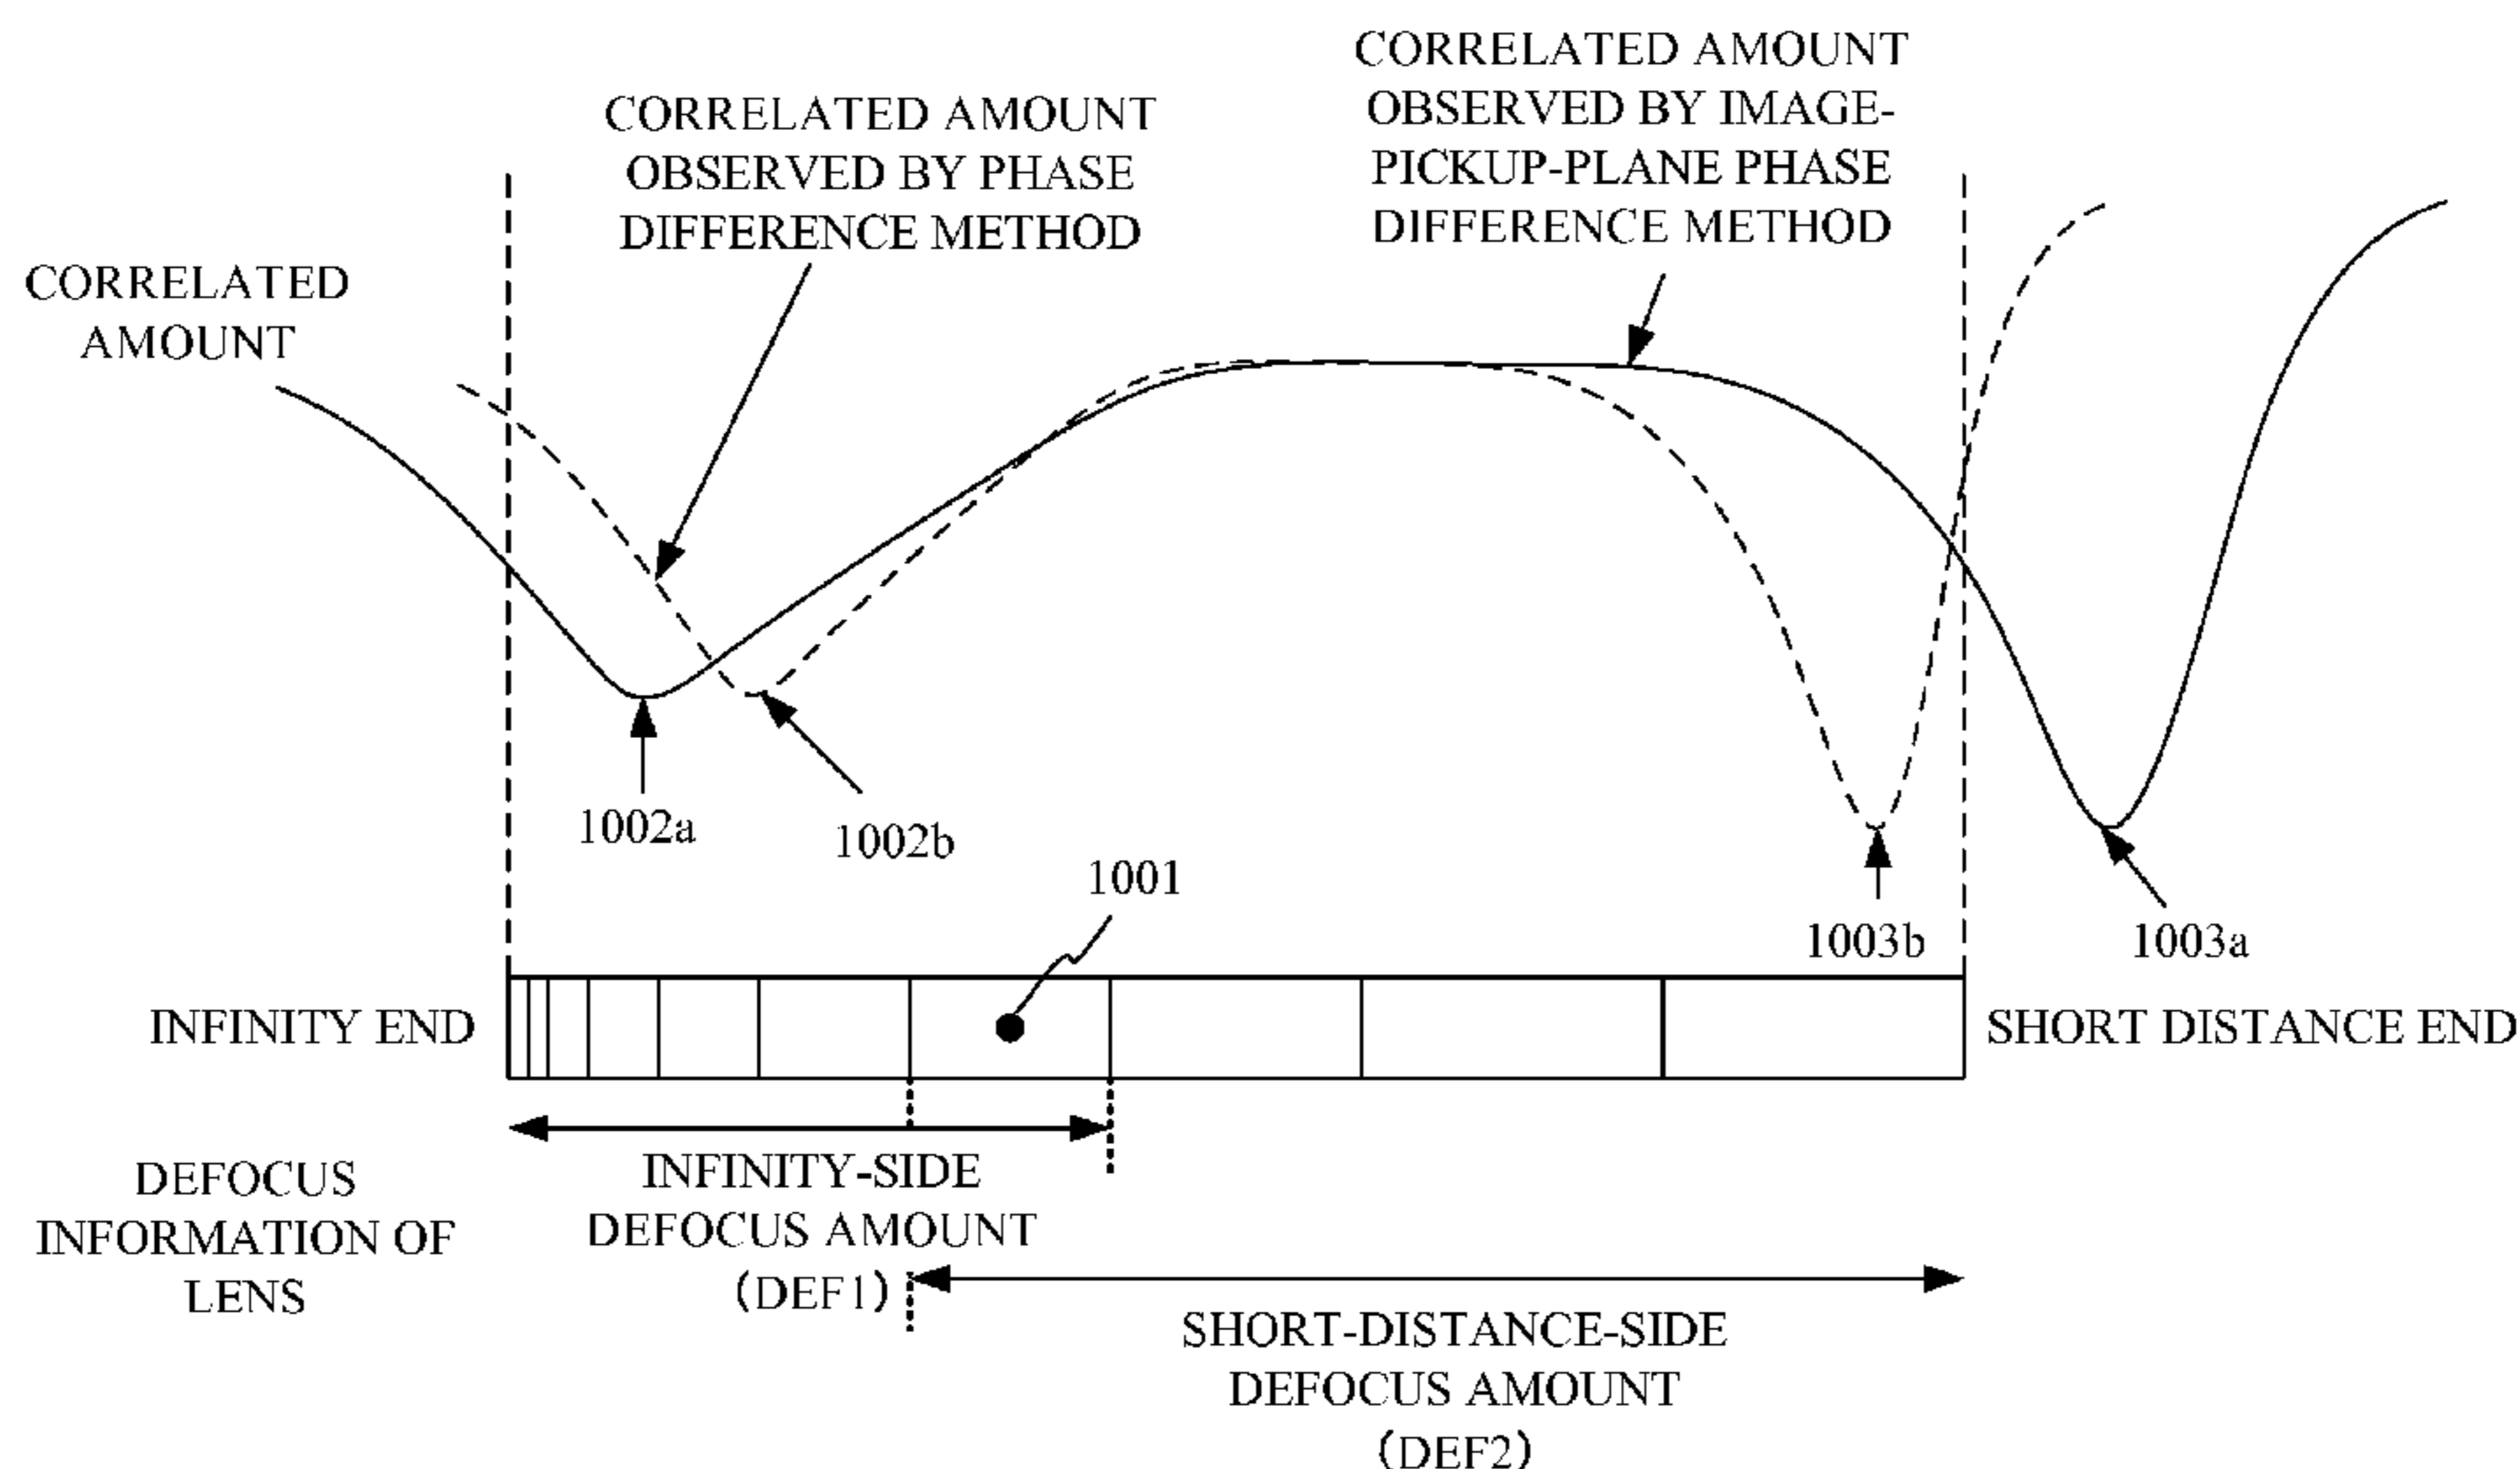 CORRELATED AMOUNT
OBSERVED BY IMAGE-
PICKUP-PLANE PHASE
DIFFERENCE METHOD
CORRELATED AMOUNT
OBSERVED BY PHASE
DIFFERENCE METHOD
CORRELATED
AMOUNT
1002a
1002b
1001
1003b
1003a
INFINITY END
SHORT DISTANCE END
DEFOCUS
INFORMATION OF
LENS
INFINITY-SIDE
DEFOCUS AMOUNT
(DEF1)
SHORT-DISTANCE-SIDE
DEFOCUS AMOUNT
(DEF2)